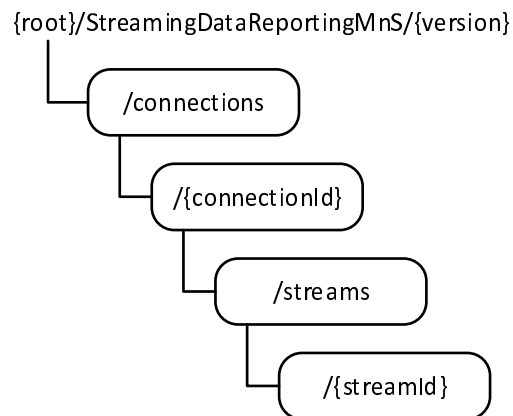 {root}/StreamingDataReportingMnS/{version}
/connections
/{connectionId}
/streams
/{streamId}